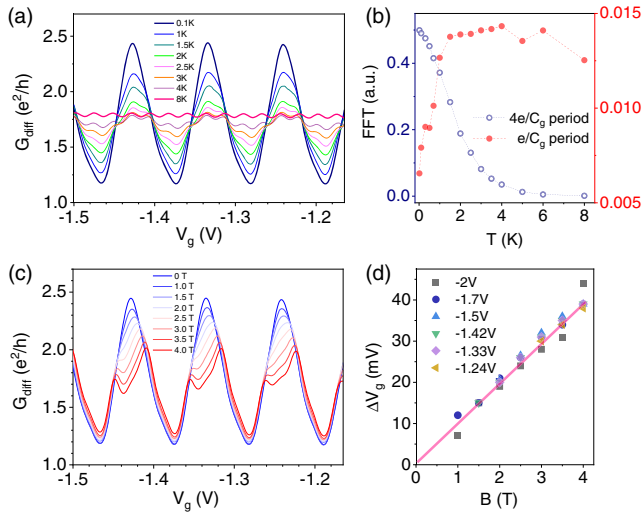 (a)
G_diff (e²/h)
2.5
2.0
1.5
1.0
0.1K
1K
1.5K
2K
2.5K
3K
4K
8K
-1.5 -1.4 -1.3 -1.2
V_g (V)
(b)
FFT (a.u.)
0.4
0.2
0.0
4e/C_g period
e/C_g period
0.015
0.010
0.005
0 2 4 6 8
T (K)
(c)
G_diff (e²/h)
2.5
2.0
1.5
1.0
0 T
1.0 T
1.5 T
2.0 T
2.5 T
3.0 T
3.5 T
4.0 T
-1.5 -1.4 -1.3 -1.2
V_g (V)
(d)
ΔV_g (mV)
40
30
20
10
0
-2V
-1.7V
-1.5V
-1.42V
-1.33V
-1.24V
0 1 2 3 4
B (T)